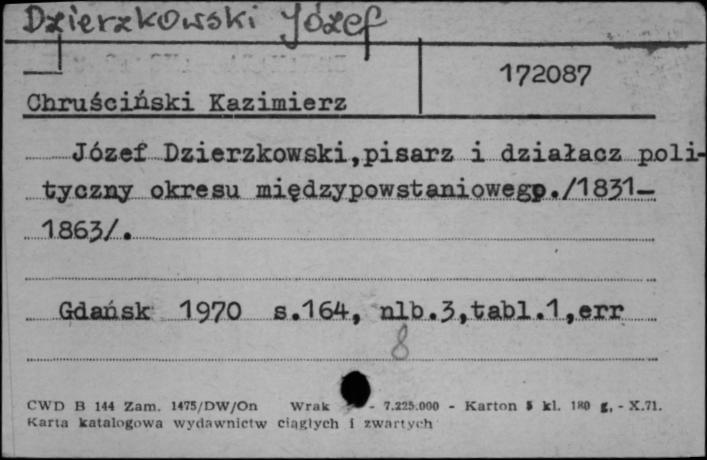 Dzierzkowski Józef
172087
Chruściński Kazimierz
Józef Dzierzkowski,pisarz i działacz poli-
tyczny okresu międzypowstaniowego./1831-
1863/.
Gdańsk 1970 s.164, nlb.3,tabl.1,err
8
CWD B 144 Zam. 1475/DW/On Wrak - 7.225.000 - Karton 5 kl. 180 g, - X.71.
Karta katalogowa wydawnictw ciągłych i zwartych